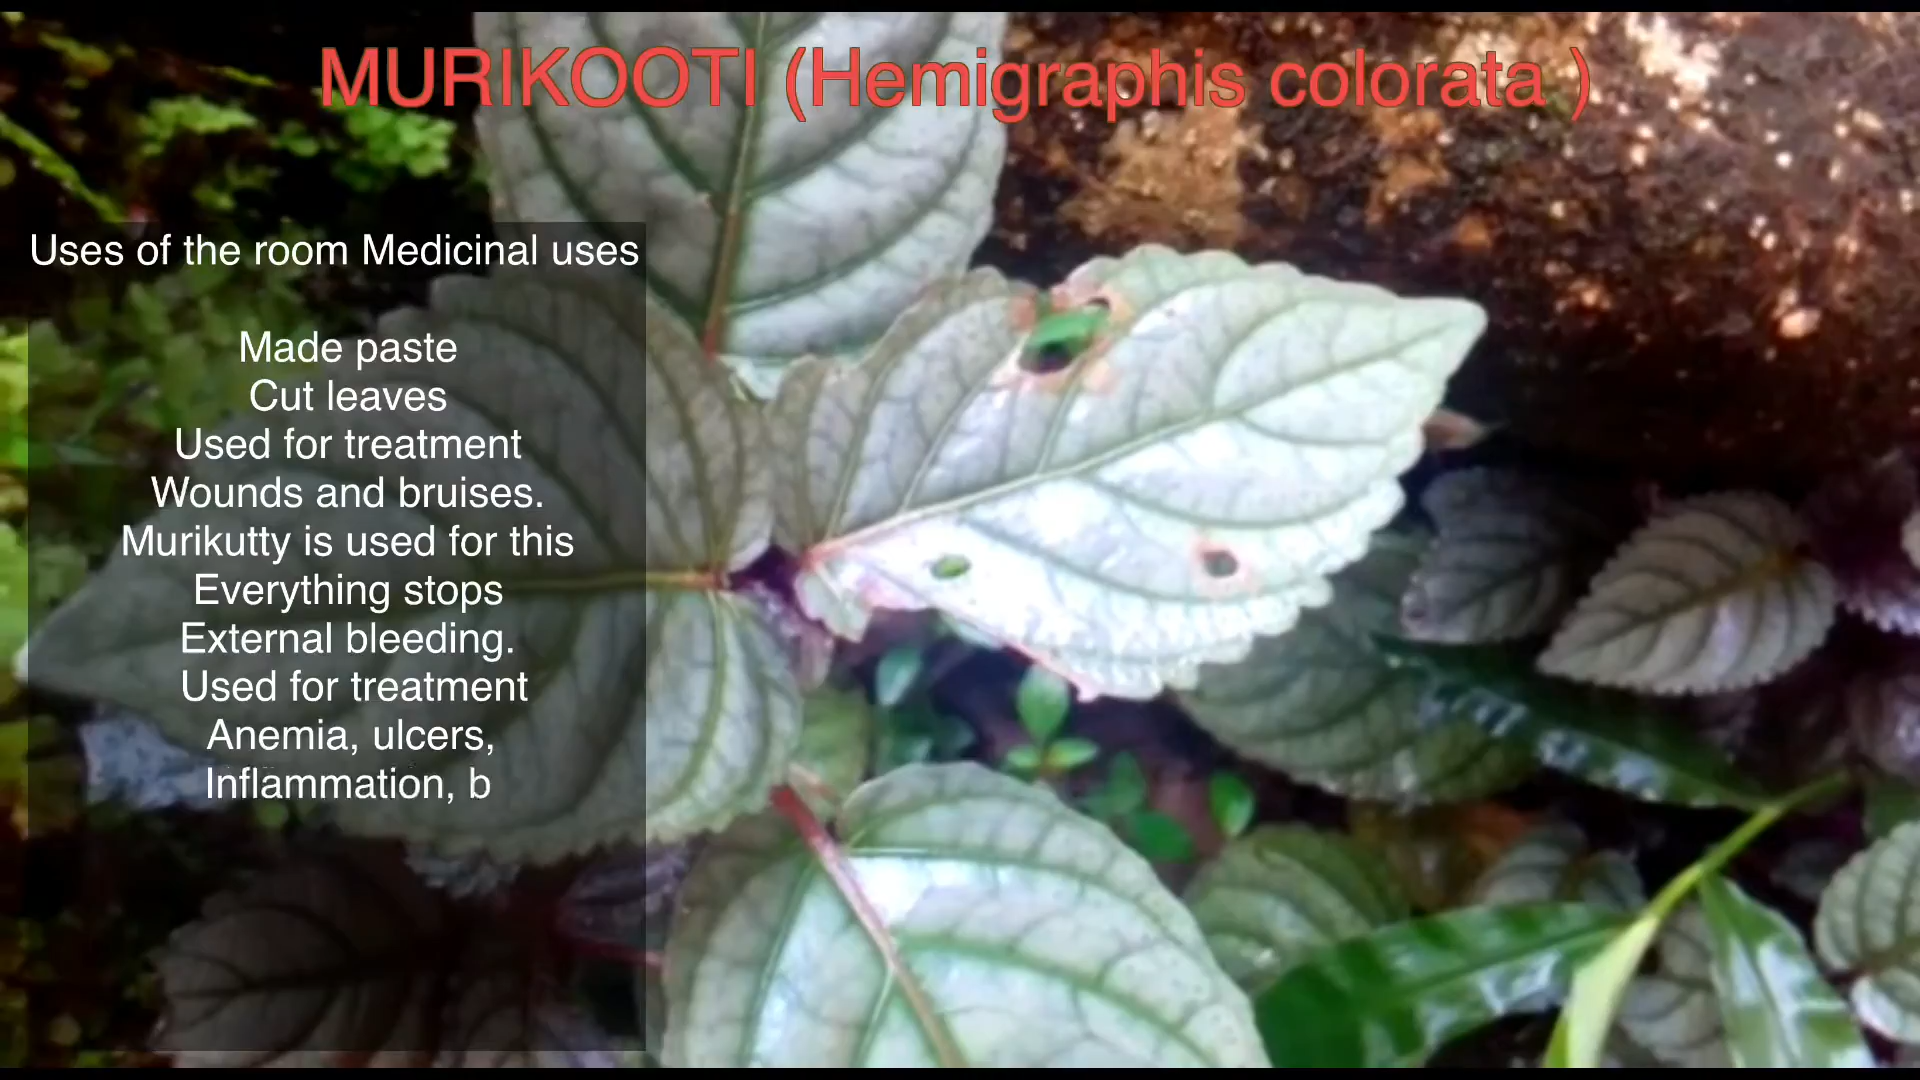 MURIKOOTI (Hemigraphis colorata )
Uses of the room Medicinal uses
Made paste
Cut leaves
Used for treatment
Wounds and bruises.
Murikutty is used for this
Everything stops
External bleeding.
Used for treatment
Anemia, ulcers,
Inflammation, b